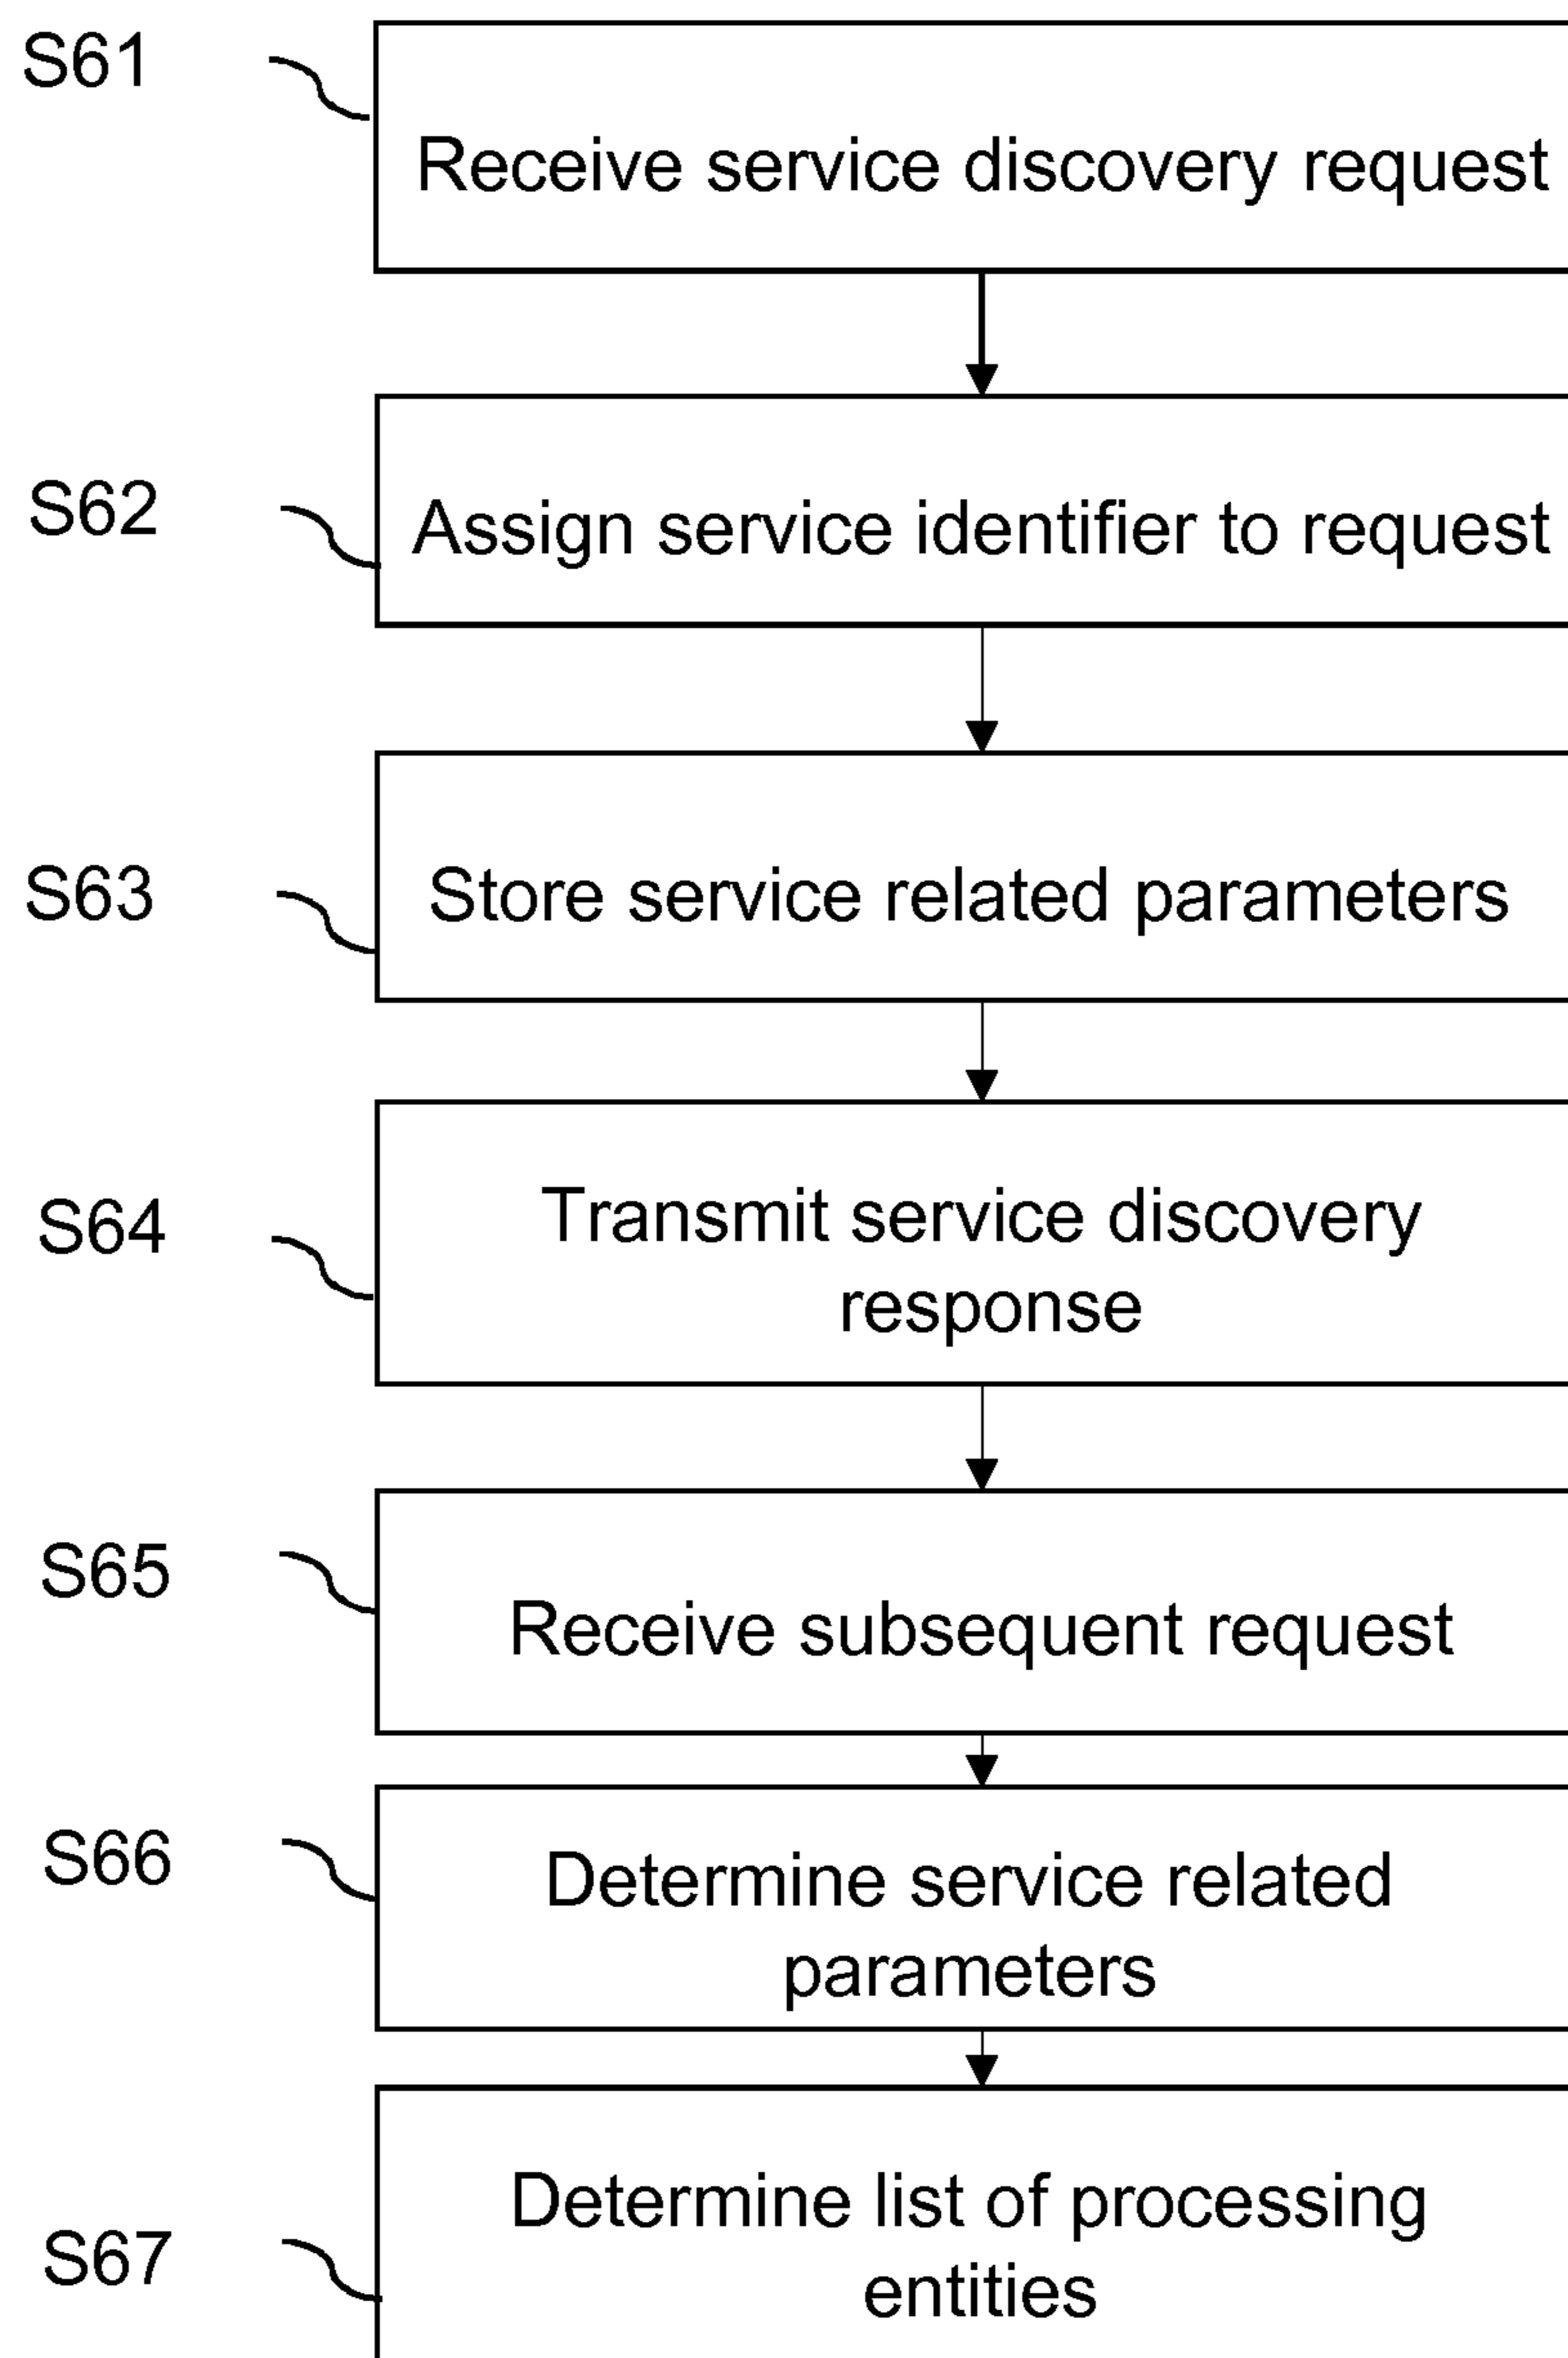 S61
Receive service discovery request
S62
Assign service identifier to request
S63
Store service related parameters
S64
Transmit service discovery
response
S65
Receive subsequent request
S66
Determine service related
parameters
S67
Determine list of processing
entities